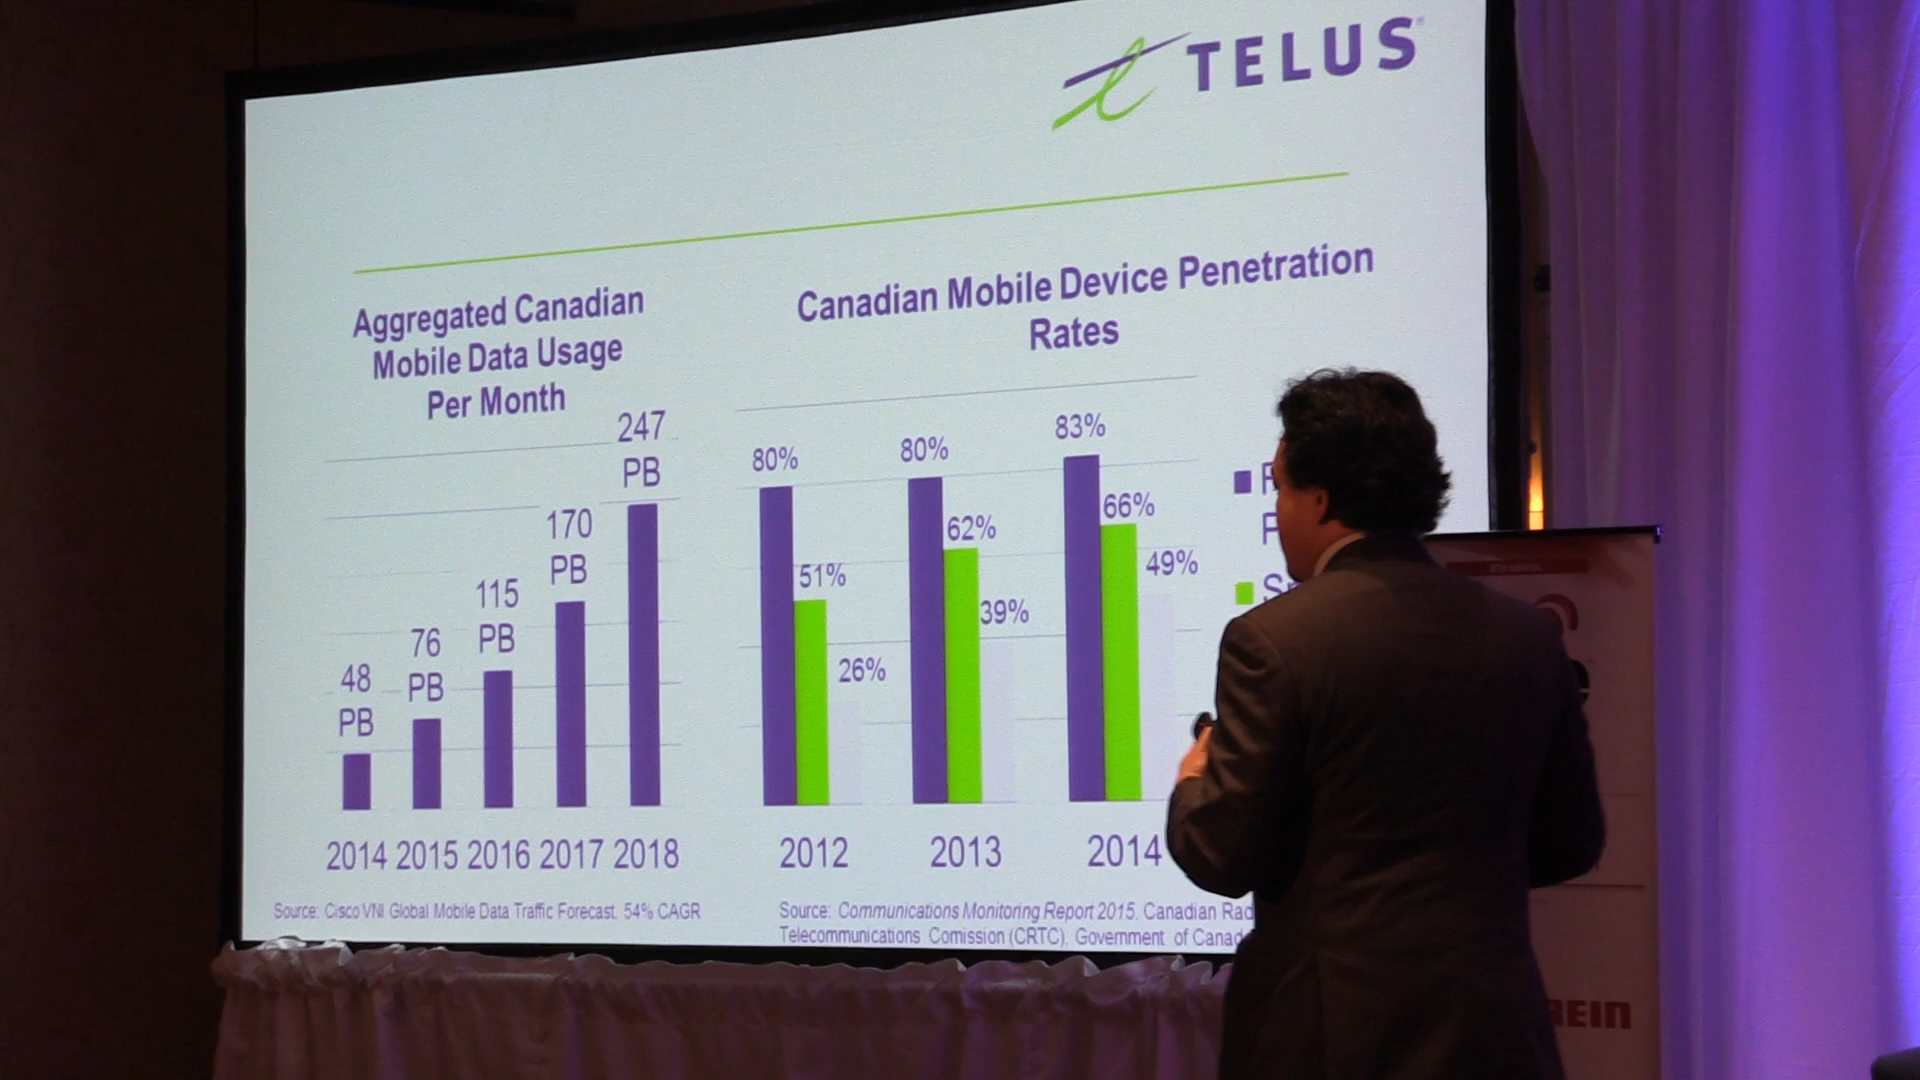 TELUS
Aggregated Canadian
Mobile Data Usage
Per Month
48
PB
76
PB
115
PB
170
PB
247
PB
2014 2015 2016 2017 2018
Source: Cisco VNI Global Mobile Data Traffic Forecast. 54% CAGR
Canadian Mobile Device Penetration
Rates
80%
51%
26%
80%
62%
39%
83%
66%
49%
2012 2013 2014
Source: Communications Monitoring Report 2015. Canadian Rad
Telecommunications Comission (CRTC). Government of Canad
REIN